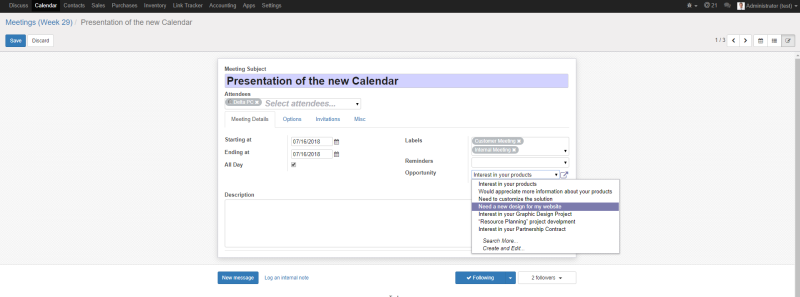 Discuss Calendar Contacts Sales Purchases Inventory Link Tracker Accounting Apps Settings 21 Administrator (test)
Meetings (Week 29) / Presentation of the new Calendar
Save Discard 1 / 3
Meeting Subject
Presentation of the new Calendar
Attendees
Delta PC Select attendees...
Meeting Details Options Invitations Misc
Starting at 07/16/2018
Ending at 07/16/2018
All Day
Labels Customer Meeting
Internal Meeting
Reminders
Opportunity Interest in your products
Interest in your products
Would appreciate more information about your products
Need to customize the solution
Need a new design for my website
Interest in your Graphic Design Project
"Resource Planning" project develpment
Interest in your Partnership Contract
Search More...
Create and Edit...
Description
New message Log an internal note Following 2 followers